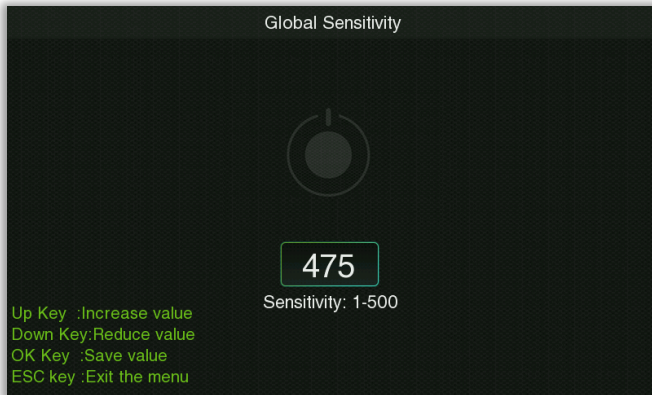 Global Sensitivity
475
Sensitivity: 1-500
Up Key :Increase value
Down Key:Reduce value
OK Key :Save value
ESC key :Exit the menu